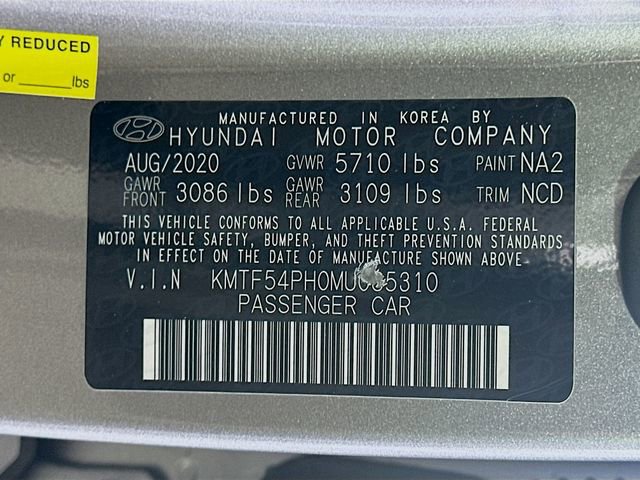 REDUCED
or ______ lbs
MANUFACTURED IN KOREA BY
HYUNDAI MOTOR COMPANY
AUG/2020 GVWR 5710 lbs PAINT NA2
GAWR FRONT 3086 lbs GAWR REAR 3109 lbs TRIM NCD
THIS VEHICLE CONFORMS TO ALL APPLICABLE U.S.A. FEDERAL
MOTOR VEHICLE SAFETY, BUMPER, AND THEFT PREVENTION STANDARDS
IN EFFECT ON THE DATE OF MANUFACTURE SHOWN ABOVE.
V.I.N
PASSENGER CAR